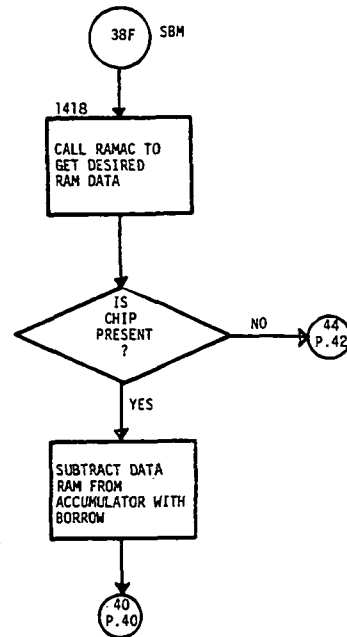 38F SBM
1418
CALL RAMAC TO
GET DESIRED
RAM DATA
IS
CHIP
PRESENT
?
NO
44
P.42
YES
SUBTRACT DATA
RAM FROM
ACCUMULATOR WITH
BORROW
40
P.40